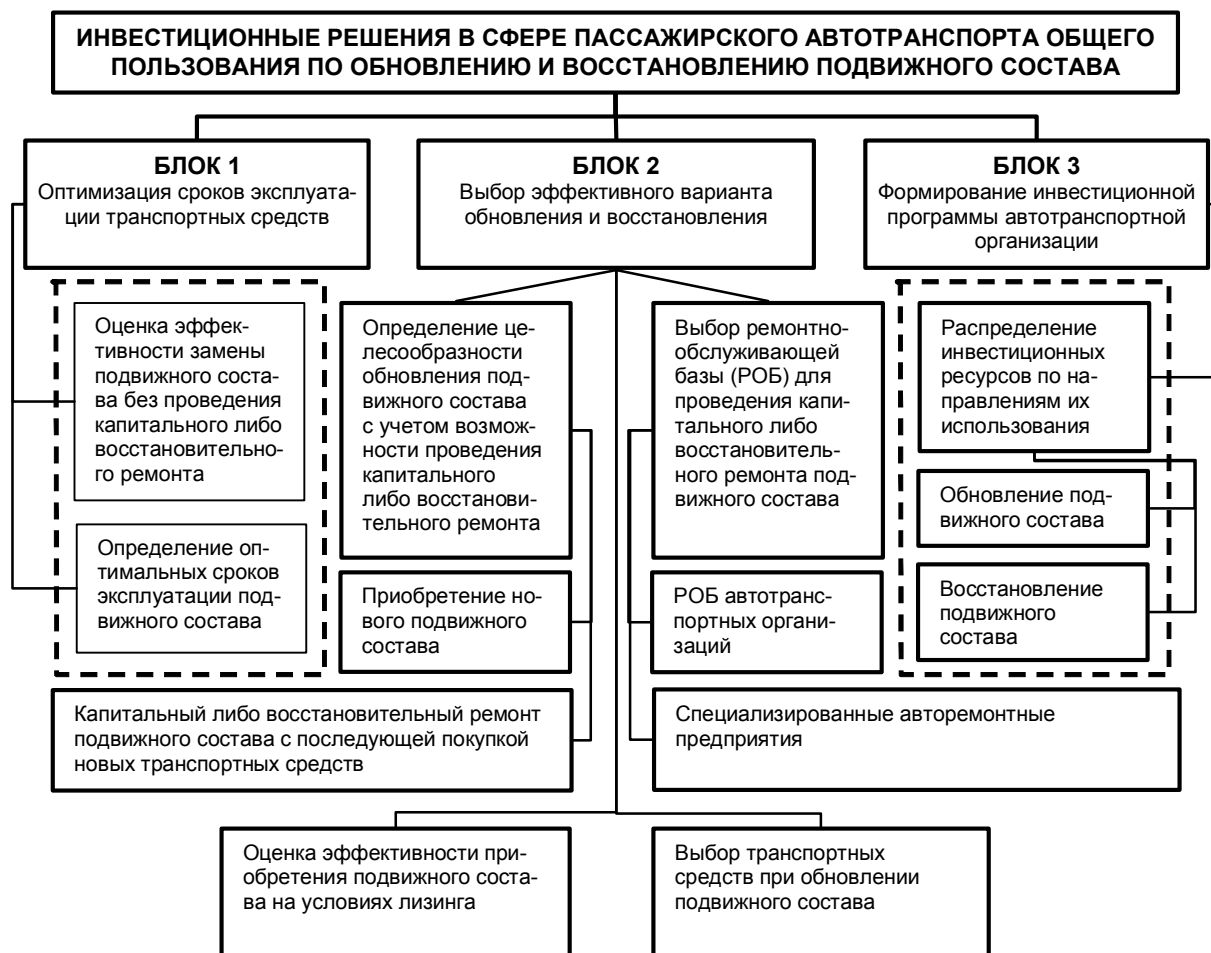 ИНВЕСТИЦИОННЫЕ РЕШЕНИЯ В СФЕРЕ ПАССАЖИРСКОГО АВТОТРАНСПОРТА ОБЩЕГО
ПОЛЬЗОВАНИЯ ПО ОБНОВЛЕНИЮ И ВОССТАНОВЛЕНИЮ ПОДВИЖНОГО СОСТАВА
БЛОК 1
Оптимизация сроков эксплуата-
ции транспортных средств
БЛОК 2
Выбор эффективного варианта
обновления и восстановления
БЛОК 3
Формирование инвестиционной
программы автотранспортной
организации
Оценка эффек-
тивности замены
подвижного соста-
ва без проведения
капитального либо
восстановительно-
го ремонта
Определение оп-
тимальных сроков
эксплуатации под-
вижного состава
Определение це-
лесообразности
обновления под-
вижного состава
с учетом возмож-
ности проведения
капитального
либо восстанови-
тельного ремонта
Приобретение но-
вого подвижного
состава
Капитальный либо восстановительный ремонт
подвижного состава с последующей покупкой
новых транспортных средств
Выбор ремонтно-
обслуживающей
базы (РОБ) для
проведения капи-
тального либо
восстановитель-
ного ремонта под-
вижного состава
РОБ автотранс-
портных органи-
заций
Специализированные авторемонтные
предприятия
Распределение
инвестиционных
ресурсов по на-
правлениям их
использования
Обновление под-
вижного состава
Восстановление
подвижного
состава
Оценка эффективности при-
обретения подвижного соста-
ва на условиях лизинга
Выбор транспортных
средств при обновлении
подвижного состава